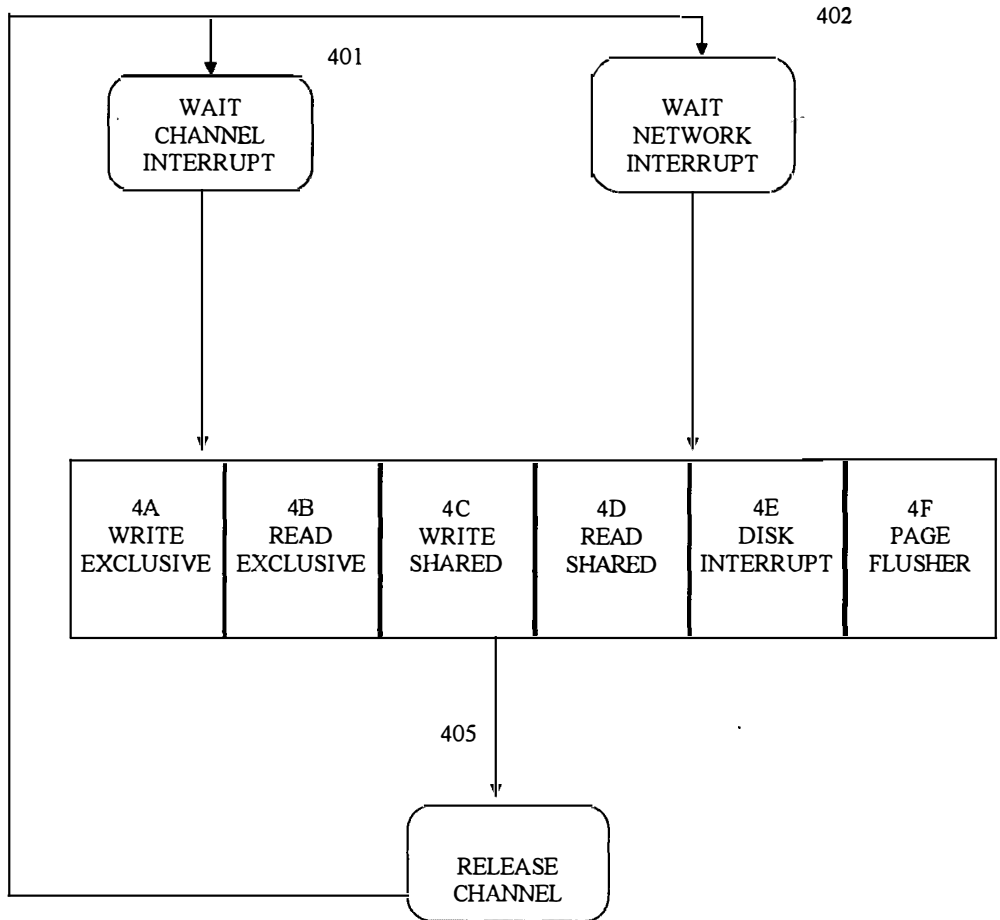 402
401
WAIT
CHANNEL
INTERRUPT
WAIT
NETWORK
INTERRUPT
4A
WRITE
EXCLUSIVE
4B
READ
EXCLUSIVE
4C
WRITE
SHARED
4D
READ
SHARED
4E
DISK
INTERRUPT
4F
PAGE
FLUSHER
405
RELEASE
CHANNEL